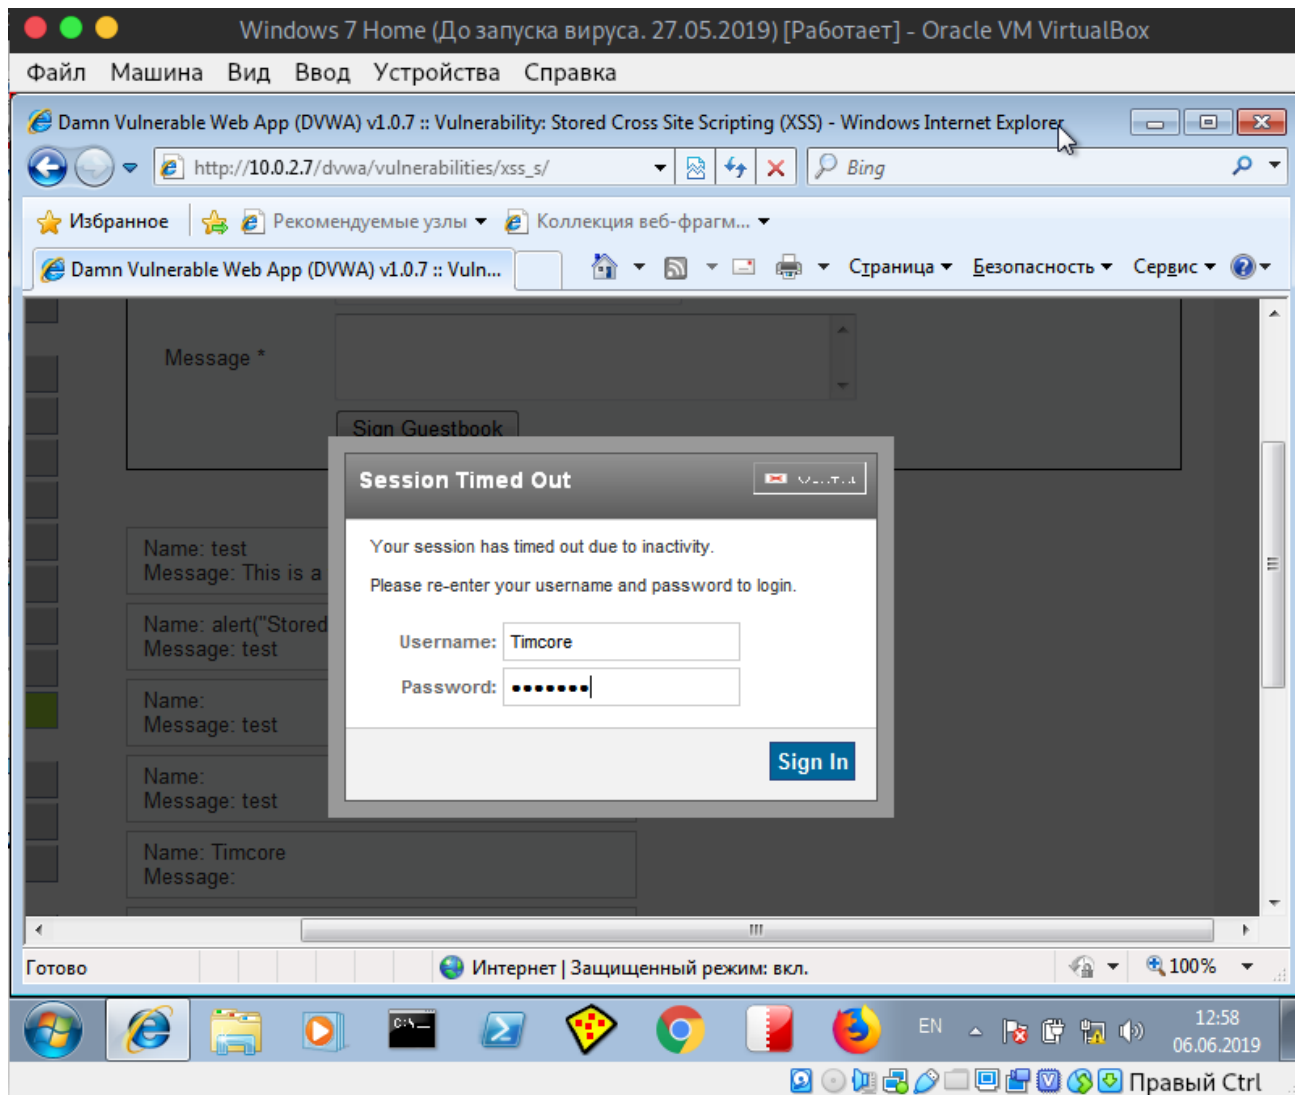 Windows 7 Home (До запуска вируса. 27.05.2019) [Работает] - Oracle VM VirtualBox
Файл Машина Вид Ввод Устройства Справка
Damn Vulnerable Web App (DVWA) v1.0.7 :: Vulnerability: Stored Cross Site Scripting (XSS) - Windows Internet Explorer
http://10.0.2.7/dvwa/vulnerabilities/xss_s/ Bing
Избранное Рекомендуемые узлы Коллекция веб-фрагм...
Damn Vulnerable Web App (DVWA) v1.0.7 :: Vuln... Страница Безопасность Сервис
Message *
Sign Guestbook
Session Timed Out
Your session has timed out due to inactivity.
Please re-enter your username and password to login.
Username: Timcore
Password: •••••••
Sign In
Name: test
Message: This is a
Name: alert("Stored
Message: test
Name:
Message: test
Name:
Message: test
Name: Timcore
Message:
Готово Интернет | Защищенный режим: вкл. 100%
C:\_ EN 12:58
06.06.2019
Правый Ctrl